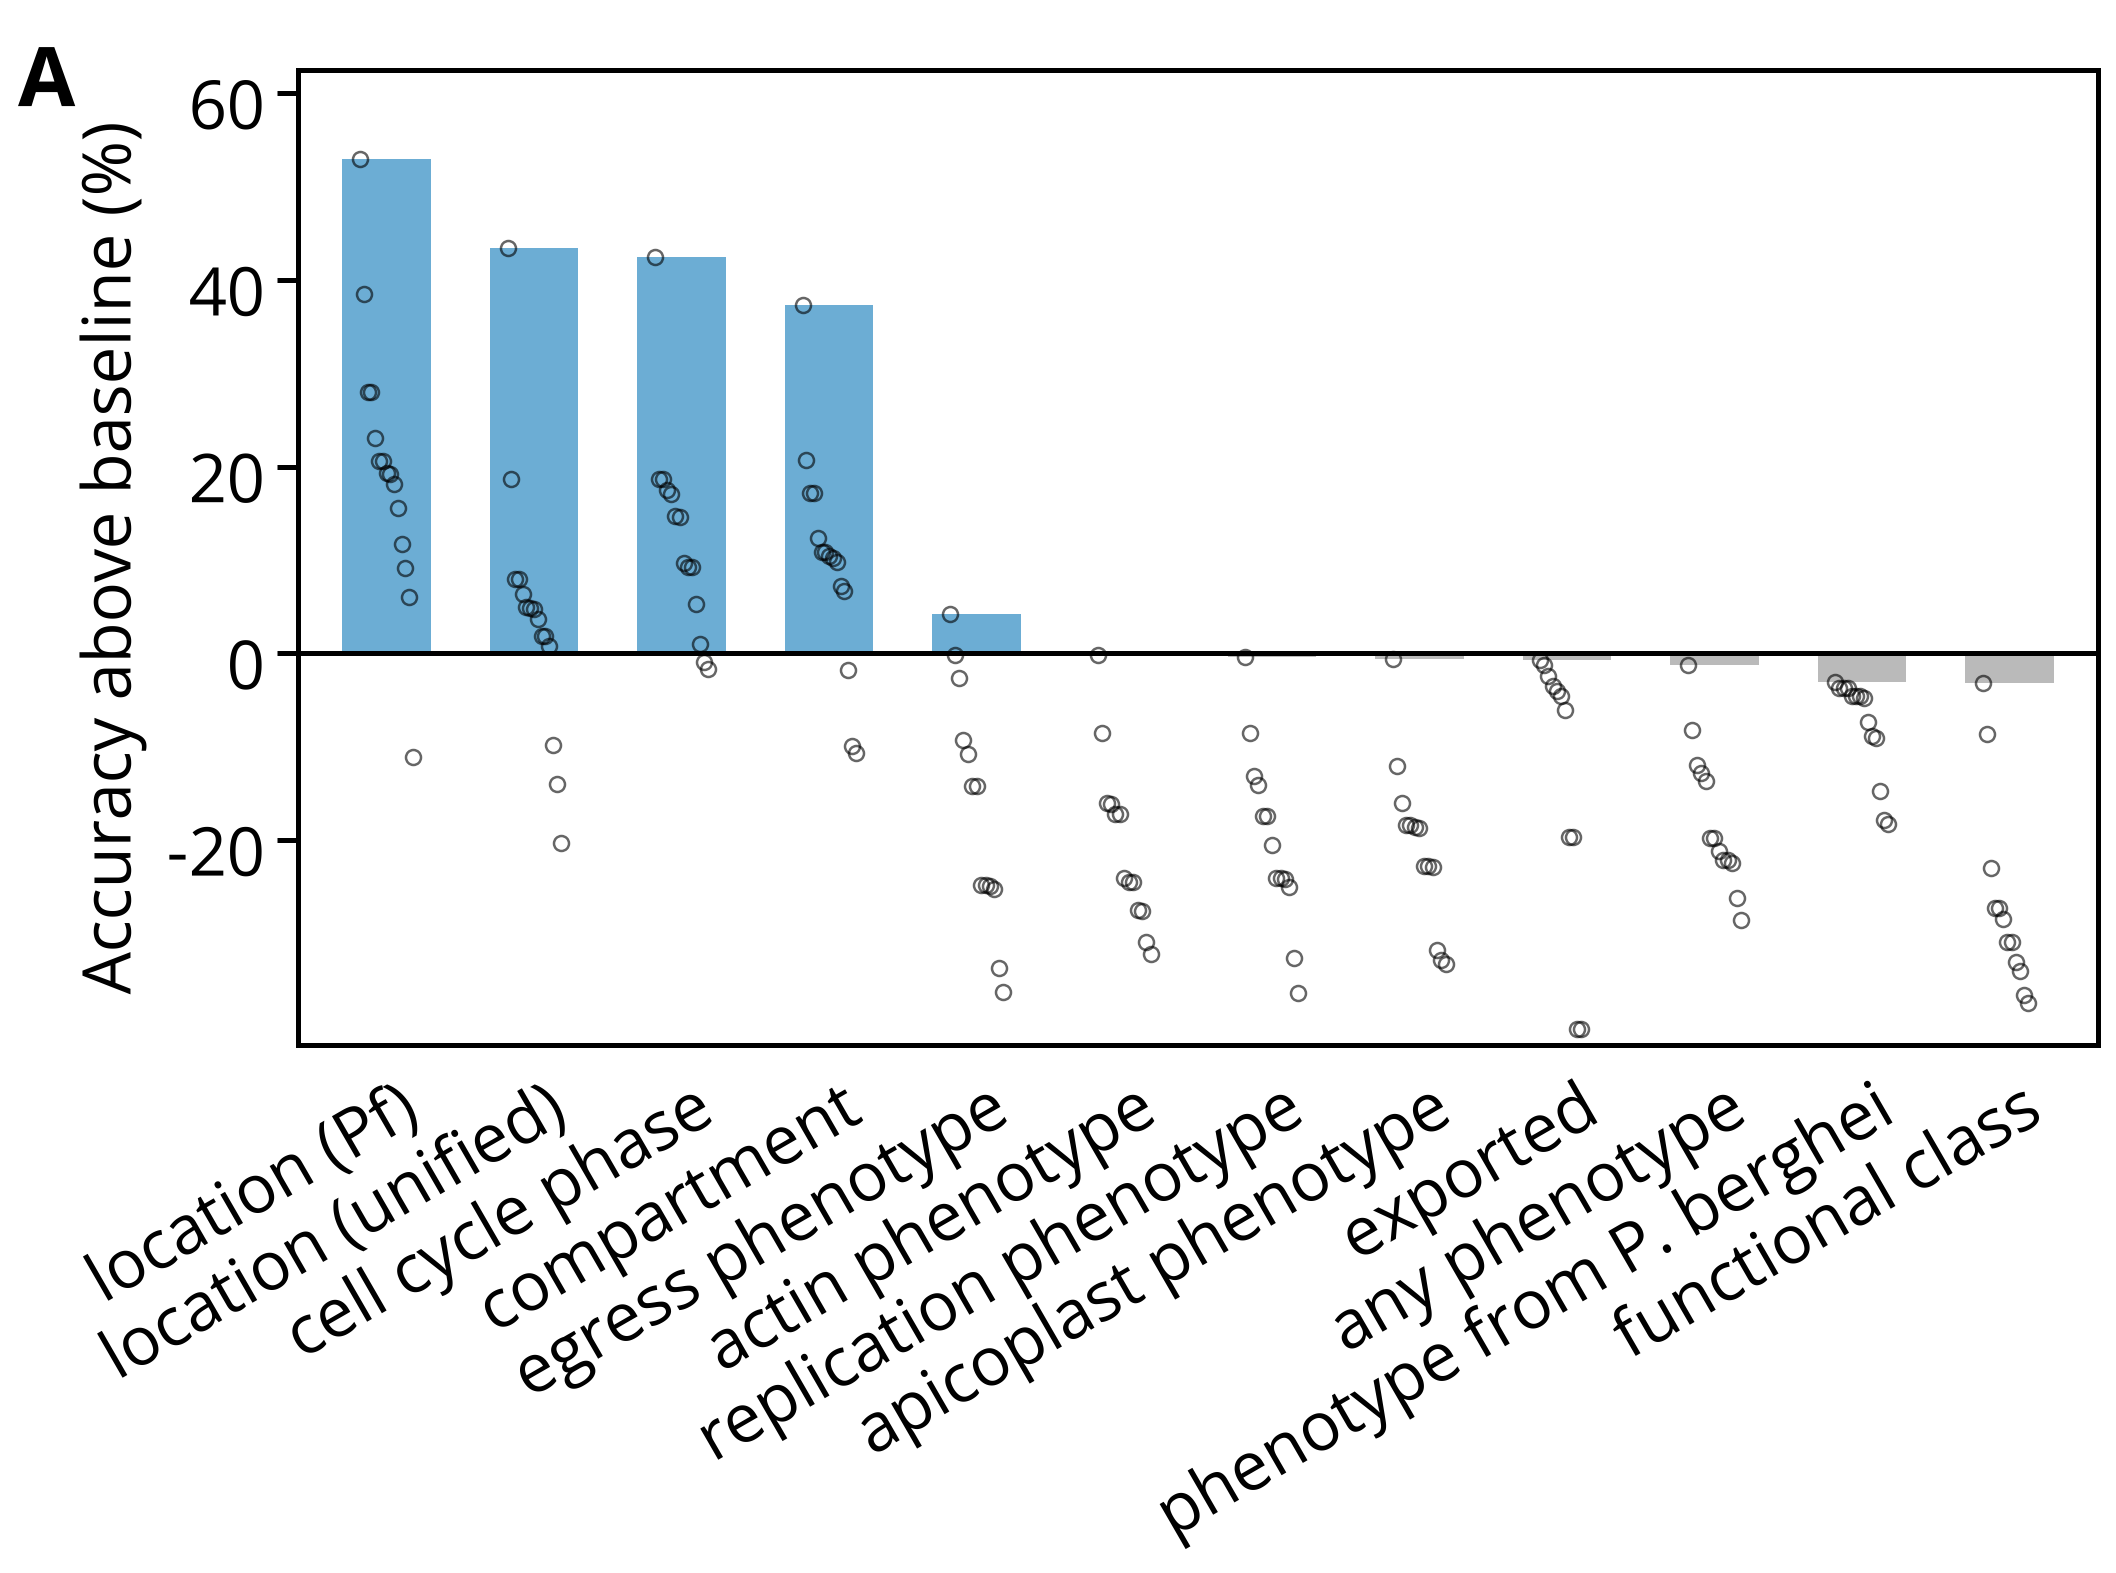 A
Accuracy above baseline (%)
60
40
20
0
-20
location (Pf)
location (unified)
cell cycle phase
compartment
egress phenotype
actin phenotype
replication phenotype
apicoplast phenotype
exported
any phenotype
phenotype from P. berghei
functional class